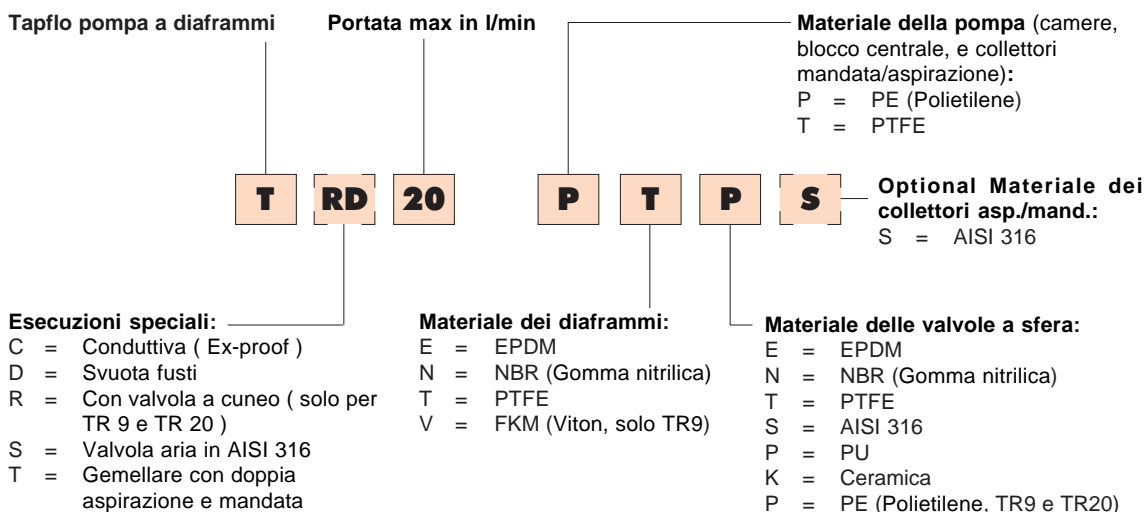 Tapflo pompa a diaframmi
Portata max in l/min
Materiale della pompa (camere,
blocco centrale, e collettori
mandata/aspirazione):
P = PE (Polietilene)
T = PTFE
T RD 20 P T P S
Optional Materiale dei
collettori asp./mand.:
S = AISI 316
Esecuzioni speciali:
C = Conduttiva ( Ex-proof )
D = Svuota fusti
R = Con valvola a cuneo ( solo per
TR 9 e TR 20 )
S = Valvola aria in AISI 316
T = Gemellare con doppia
aspirazione e mandata
Materiale dei diaframmi:
E = EPDM
N = NBR (Gomma nitrilica)
T = PTFE
V = FKM (Viton, solo TR9)
Materiale delle valvole a sfera:
E = EPDM
N = NBR (Gomma nitrilica)
T = PTFE
S = AISI 316
P = PU
K = Ceramica
P = PE (Polietilene, TR9 e TR20)